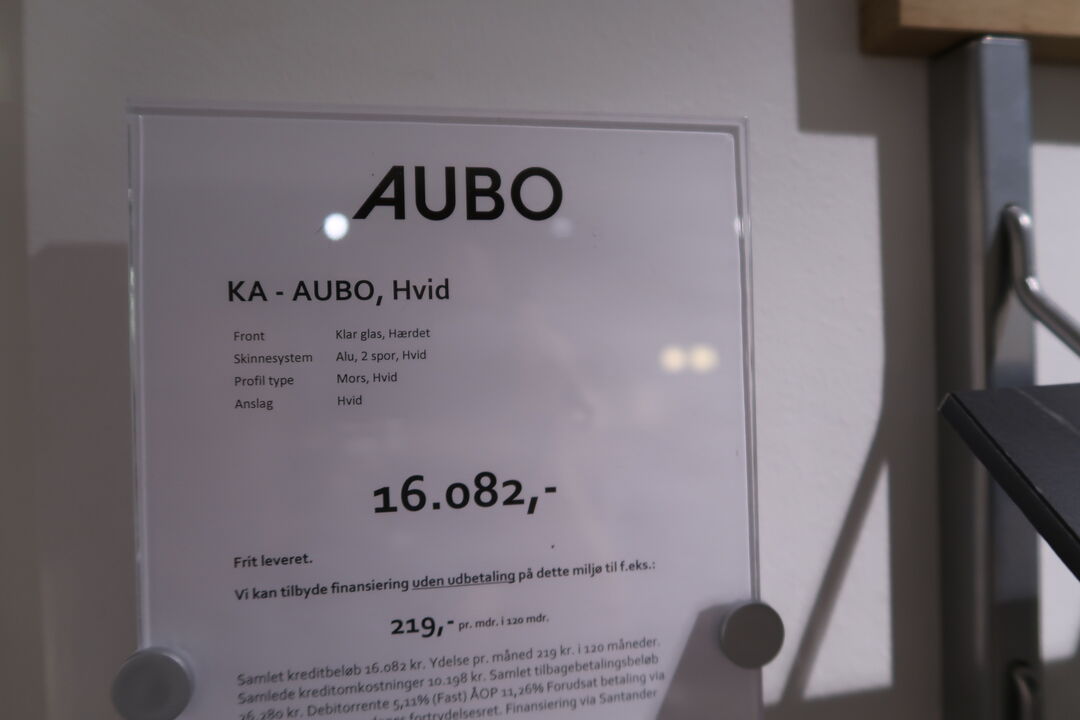 AUBO
KA - AUBO, Hvid
Front Klar glas, Hærdet
Skinnesystem Alu, 2 spor, Hvid
Profil type Mors, Hvid
Anslag Hvid
16.082,-
Frit leveret.
Vi kan tilbyde finansiering uden udbetaling på dette miljø til f.eks.:
219,- pr. mdr. i 120 mdr.
Samlet kreditbeløb 16.082 kr. Ydelse pr. måned 219 kr. i 120 måneder.
Samlede kreditomkostninger 10.198 kr. Samlet tilbagebetalingsbeløb
26.280 kr. Debitorrente 5,11% (Fast) ÅOP 11,26% Forudsat betaling via
fortrydelsesret. Finansiering via Santander